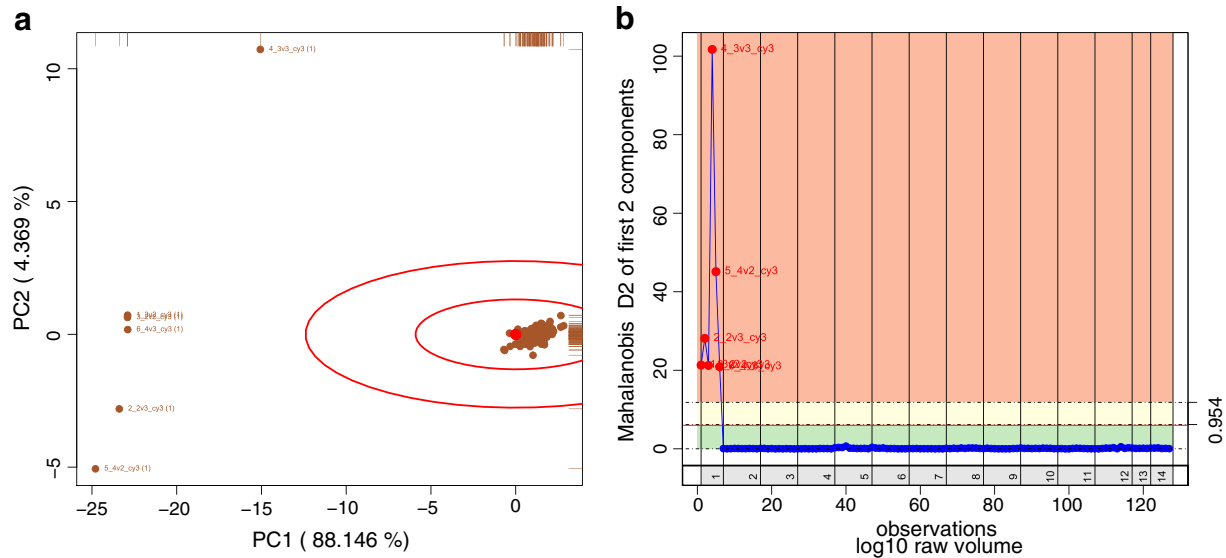 a
4_3v3_cy3 (1)
6_4v3_cy3 (1)
2_2v3_cy3 (1)
5_4v2_cy3 (1)
10
5
0
−5
PC2 ( 4.369 %)
−25
−20
−15
−10
−5
0
PC1 ( 88.146 %)
b
4_3v3_cy3
5_4v2_cy3
2_2v3_cy3
100
80
60
40
20
0
Mahalanobis D2 of first 2 components
0.954
1 2 3 4 5 6 7 8 9 10 11 12 13 14
0 20 40 60 80 100 120
observations
log10 raw volume